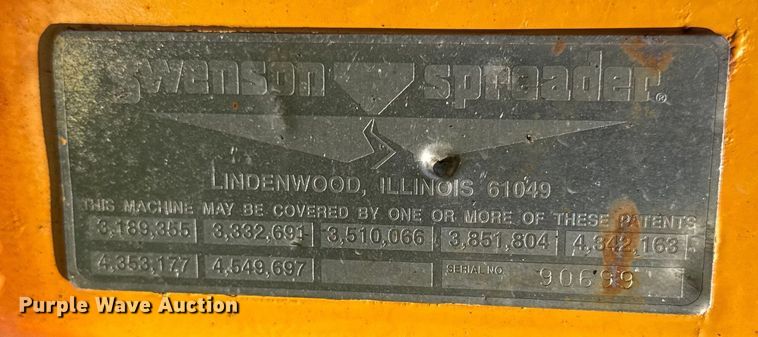 Swenson spreader®
LINDENWOOD, ILLINOIS 61049
THIS MACHINE MAY BE COVERED BY ONE OR MORE OF THESE PATENTS
3,189,355 3,332,691 3,510,066 3,851,804 4,342,163
4,353,177 4,549,697 SERIAL NO. 90699
Purple Wave Auction